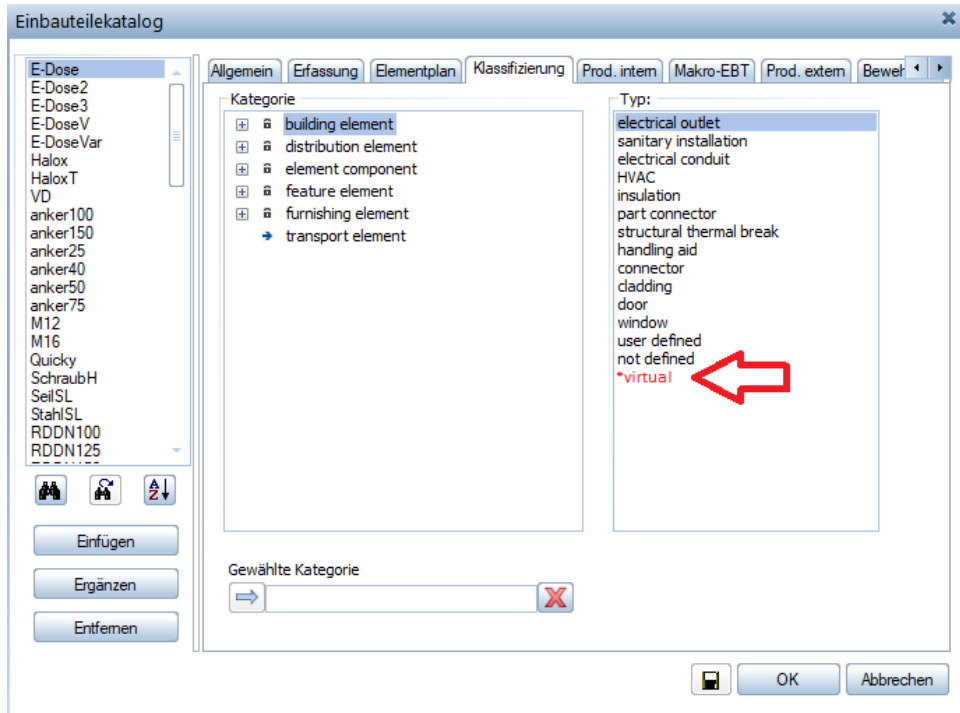 Einbauteilekatalog
E-Dose
E-Dose2
E-Dose3
E-DoseV
E-DoseVar
Halox
HaloxT
VD
anker100
anker150
anker25
anker40
anker50
anker75
M12
M16
Quicky
SchraubH
SeilSL
StahlSL
RDDN100
RDDN125
Einfügen
Ergänzen
Entfernen
Allgemein Erfassung Elementplan Klassifizierung Prod. intern Makro-EBT Prod. extern Beweh
Kategorie
building element
distribution element
element component
feature element
furnishing element
transport element
Typ:
electrical outlet
sanitary installation
electrical conduit
HVAC
insulation
part connector
structural thermal break
handling aid
connector
cladding
door
window
user defined
not defined
*virtual
Gewählte Kategorie
OK Abbrechen